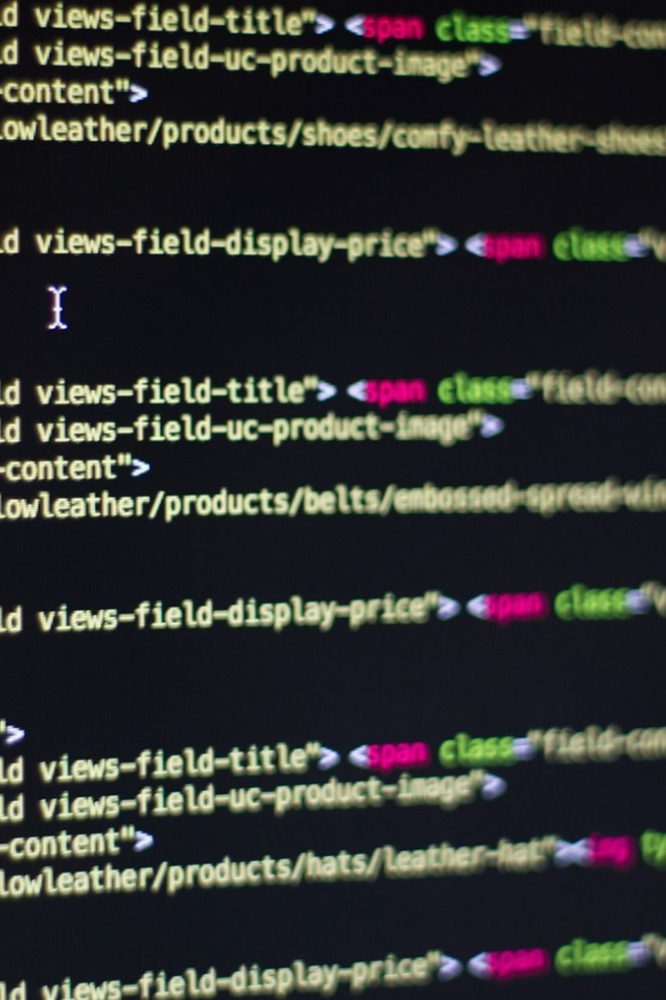 ld views-field-title"> <span class="field-con
ld views-field-uc-product-image">
-content">
lowleather/products/shoes/comfy-leather-shoes
ld views-field-display-price"> <span class="v
ld views-field-title"> <span class="field-con
ld views-field-uc-product-image">
-content">
lowleather/products/belts/embossed-spread-win
ld views-field-display-price"> <span class="v
">
ld views-field-title"> <span class="field-con
ld views-field-uc-product-image">
-content">
lowleather/products/hats/leather-hat"><img ty
ld views-field-display-price"> <span class="v